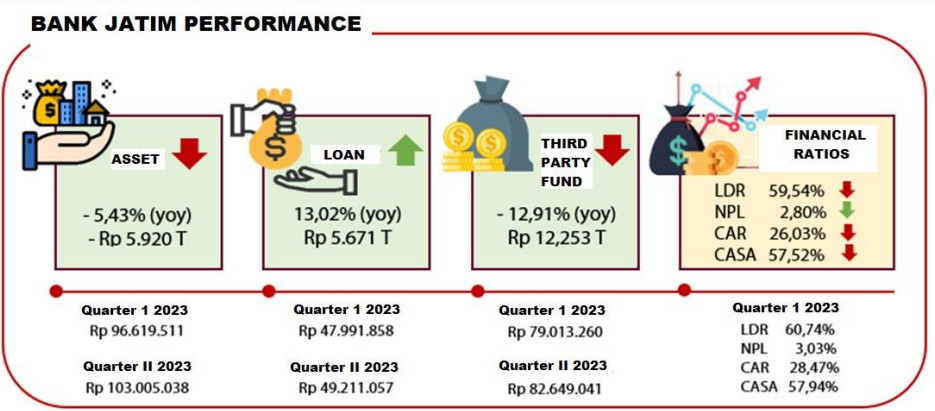 BANK JATIM PERFORMANCE
ASSET
- 5,43% (yoy)
- Rp 5.920 T
LOAN
13,02% (yoy)
Rp 5.671 T
THIRD
PARTY
FUND
- 12,91% (yoy)
Rp 12,253 T
FINANCIAL
RATIOS
LDR 59,54%
NPL 2,80%
CAR 26,03%
CASA 57,52%
Quarter 1 2023
Rp 96.619.511
Quarter II 2023
Rp 103.005.038
Quarter 1 2023
Rp 47.991.858
Quarter II 2023
Rp 49.211.057
Quarter 1 2023
Rp 79.013.260
Quarter II 2023
Rp 82.649.041
Quarter 1 2023
LDR 60,74%
NPL 3,03%
CAR 28,47%
CASA 57,94%